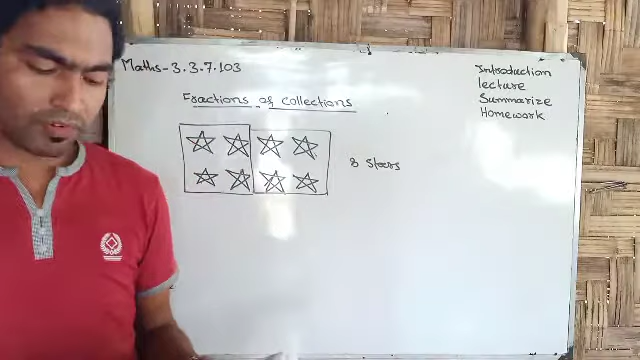 Maths-3.3.7.103
Fractions of collections
8 Stars
Introduction
lecture
Summarize
Homework